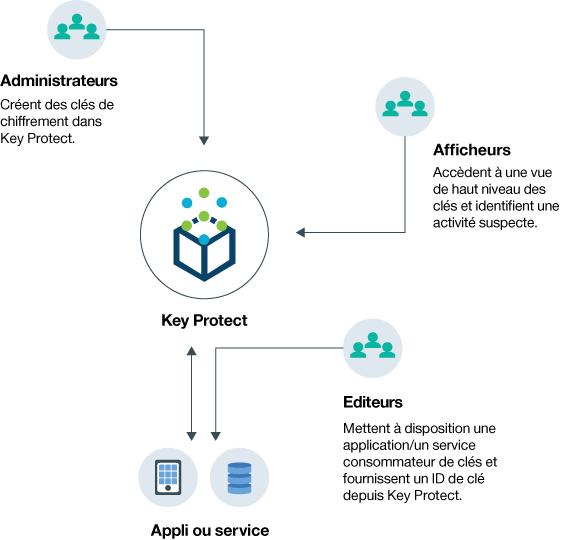 Administrateurs
Créent des clés de
chiffrement dans
Key Protect.
Afficheurs
Accèdent à une vue
de haut niveau des
clés et identifient une
activité suspecte.
Key Protect
Editeurs
Mettent à disposition une
application/un service
consommateur de clés et
fournissent un ID de clé
depuis Key Protect.
Appli ou service